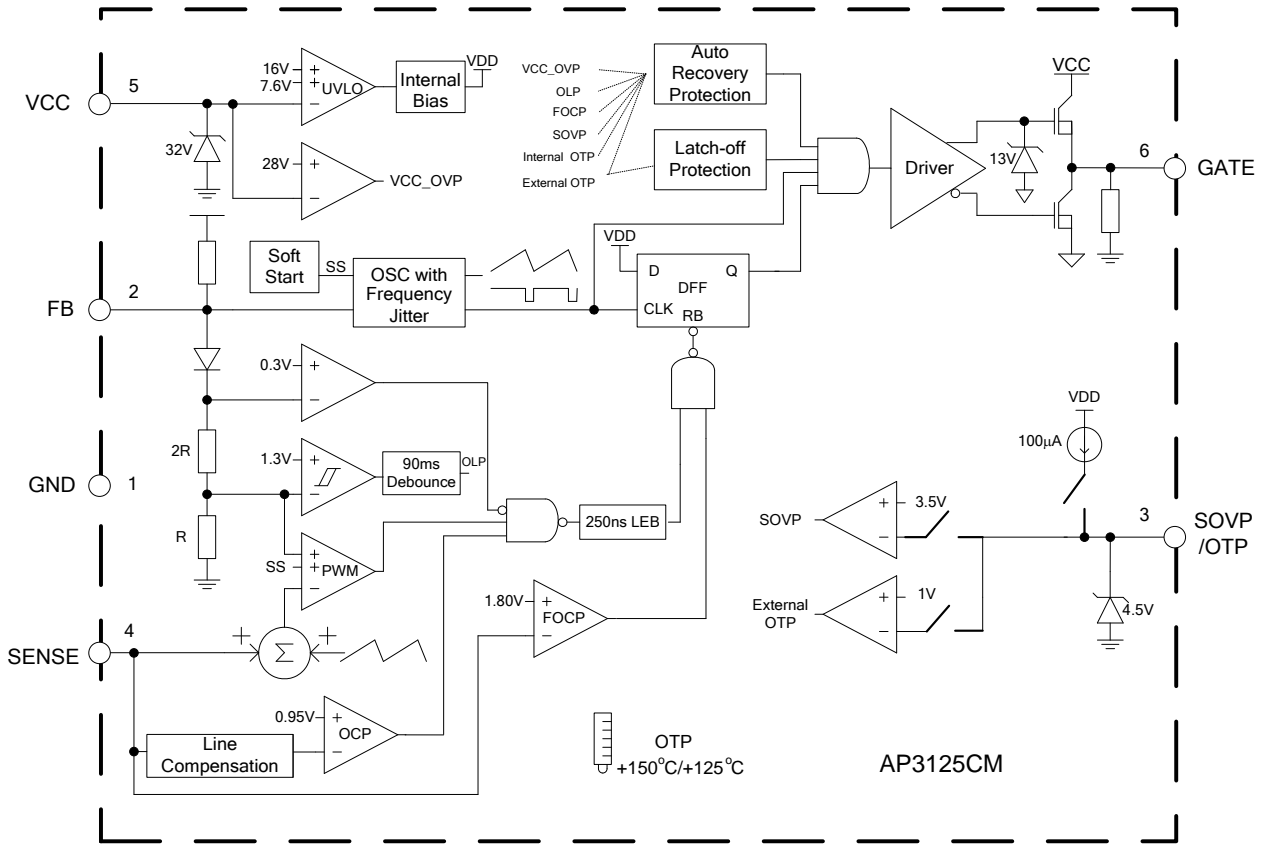 VCC
5
16V
7.6V
+
+
−
UVLO
Internal
Bias
VDD
32V
28V
+
−
VCC_OVP
VCC_OVP
OLP
FOCP
SOVP
Internal OTP
External OTP
Auto
Recovery
Protection
Latch-off
Protection
Driver
VCC
13V
6
GATE
FB
2
Soft
Start
SS
OSC with
Frequency
Jitter
VDD
D
Q
DFF
CLK
RB
0.3V
+
−
2R
R
GND
1
1.3V
+
−
90ms
Debounce
OLP
SS
+
+
−
PWM
250ns LEB
SENSE
4
+
+
Σ
Line
Compensation
0.95V
+
−
OCP
1.80V
+
−
FOCP
VDD
100µA
SOVP
+
−
3.5V
External
OTP
+
−
1V
3
SOVP
/OTP
4.5V
OTP
+150°C/+125°C
AP3125CM